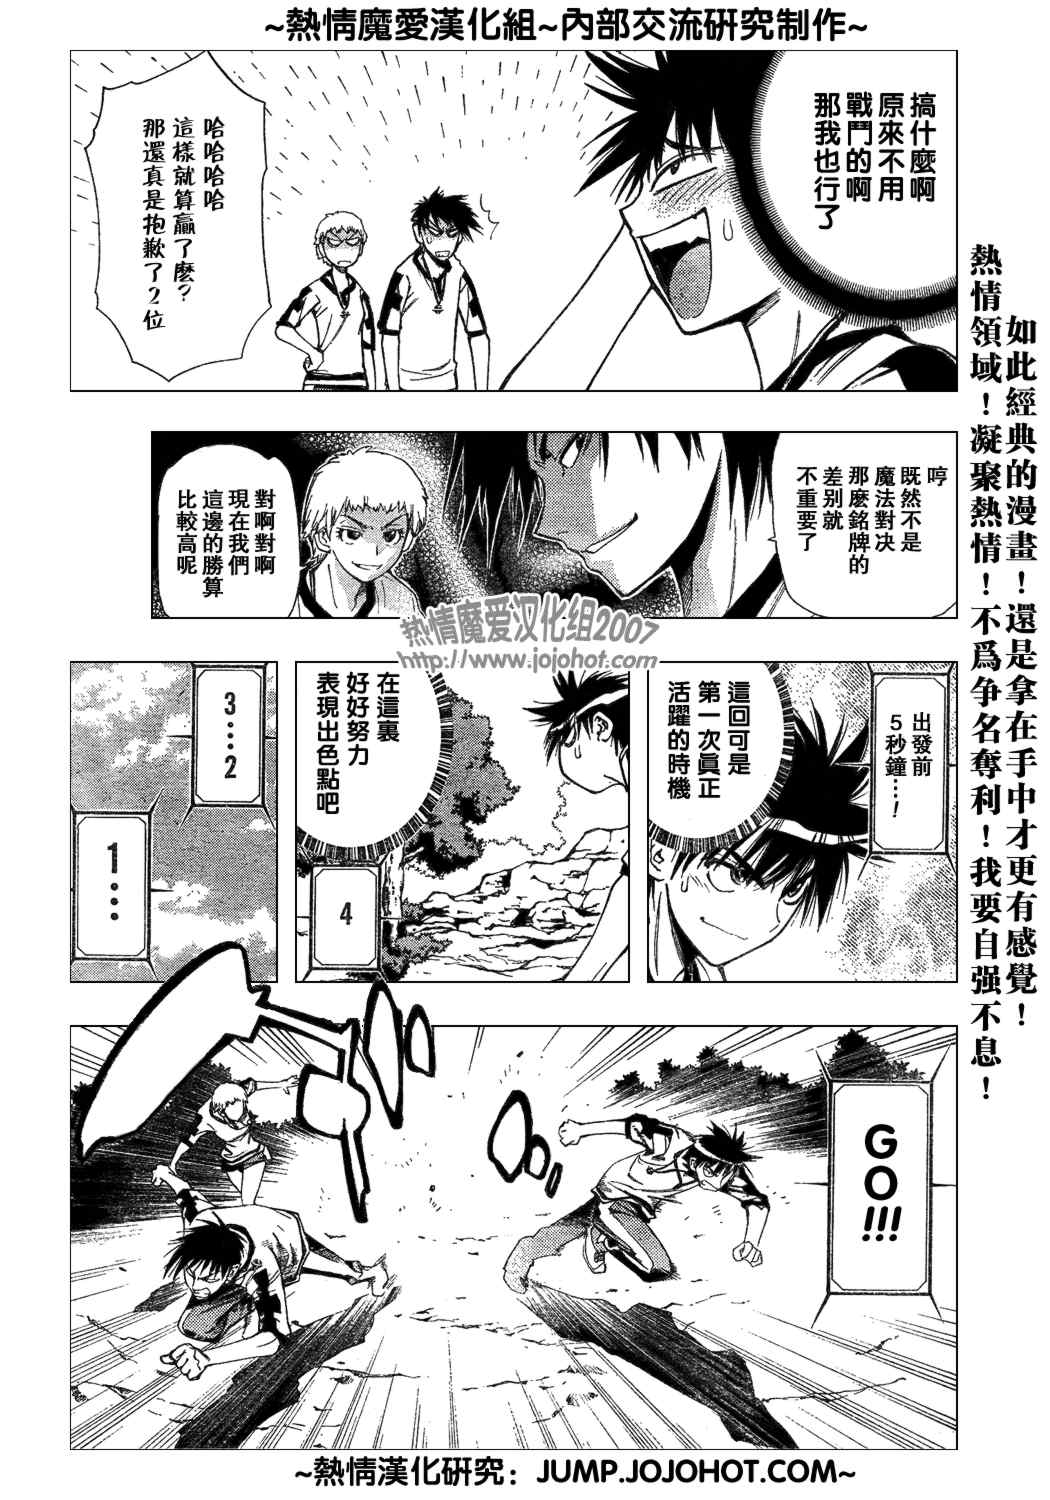 ~熱情魔愛漢化組~內部交流研究制作~
搞什麼啊
原來不用
戰鬥的啊
那我也行了
哈哈哈哈
這樣就算贏了麼?
那還真是抱歉了2位
哼
既然不是
魔法對决
那麽銘牌的
差别就
不重要了
對啊對啊
現在我們
這邊的勝算
比較高呢
熱情魔爱汉化组2007
http://www.jojohot.com
出發前
5秒鐘…!
這回可是
第一次真正
活躍的時機
在這裏
好好努力
表現出色點吧
4
3…2
1…
GO!!!
如此經典的漫畫！還是拿在手中才更有感覺！
熱情領域！凝聚熱情！不爲争名奪利！我要自强不息！
~熱情漢化研究：JUMP.JOJOHOT.COM~